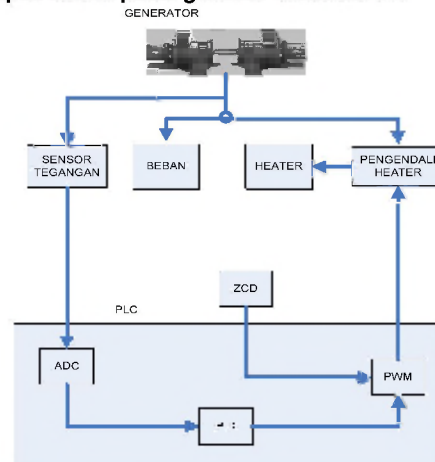 GENERATOR
SENSOR
TEGANGAN
BEBAN
HEATER
PENGENDALI
HEATER
ZCD
PLC
ADC
PWM